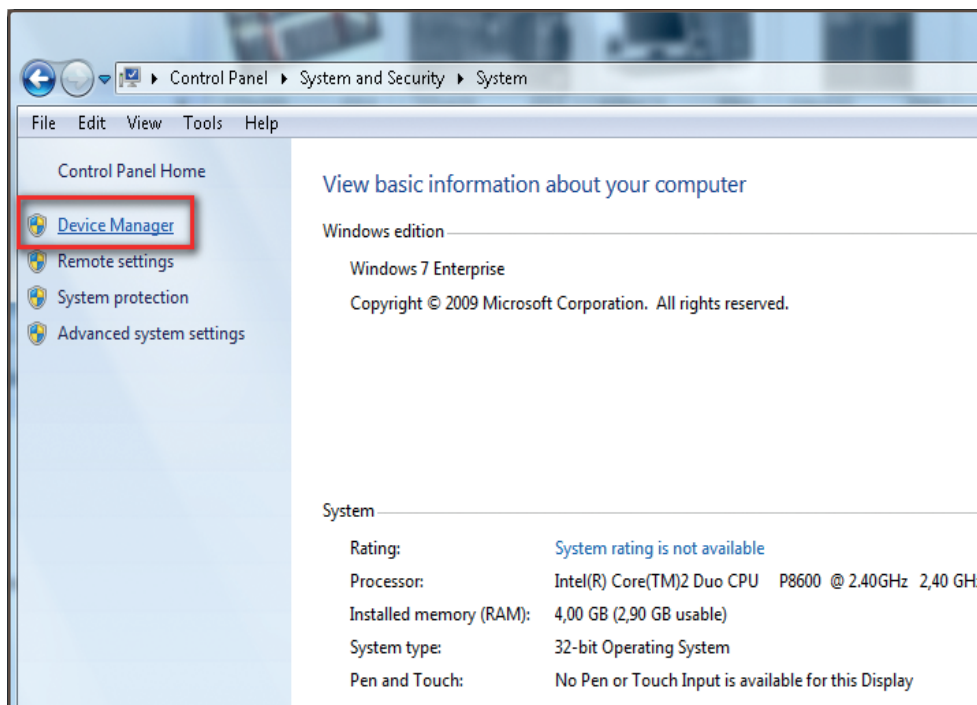 Control Panel System and Security System
File Edit View Tools Help
Control Panel Home
Device Manager
Remote settings
System protection
Advanced system settings
View basic information about your computer
Windows edition
Windows 7 Enterprise
Copyright © 2009 Microsoft Corporation. All rights reserved.
System
Rating: System rating is not available
Processor: Intel(R) Core(TM)2 Duo CPU P8600 @ 2.40GHz 2,40 GH
Installed memory (RAM): 4,00 GB (2,90 GB usable)
System type: 32-bit Operating System
Pen and Touch: No Pen or Touch Input is available for this Display